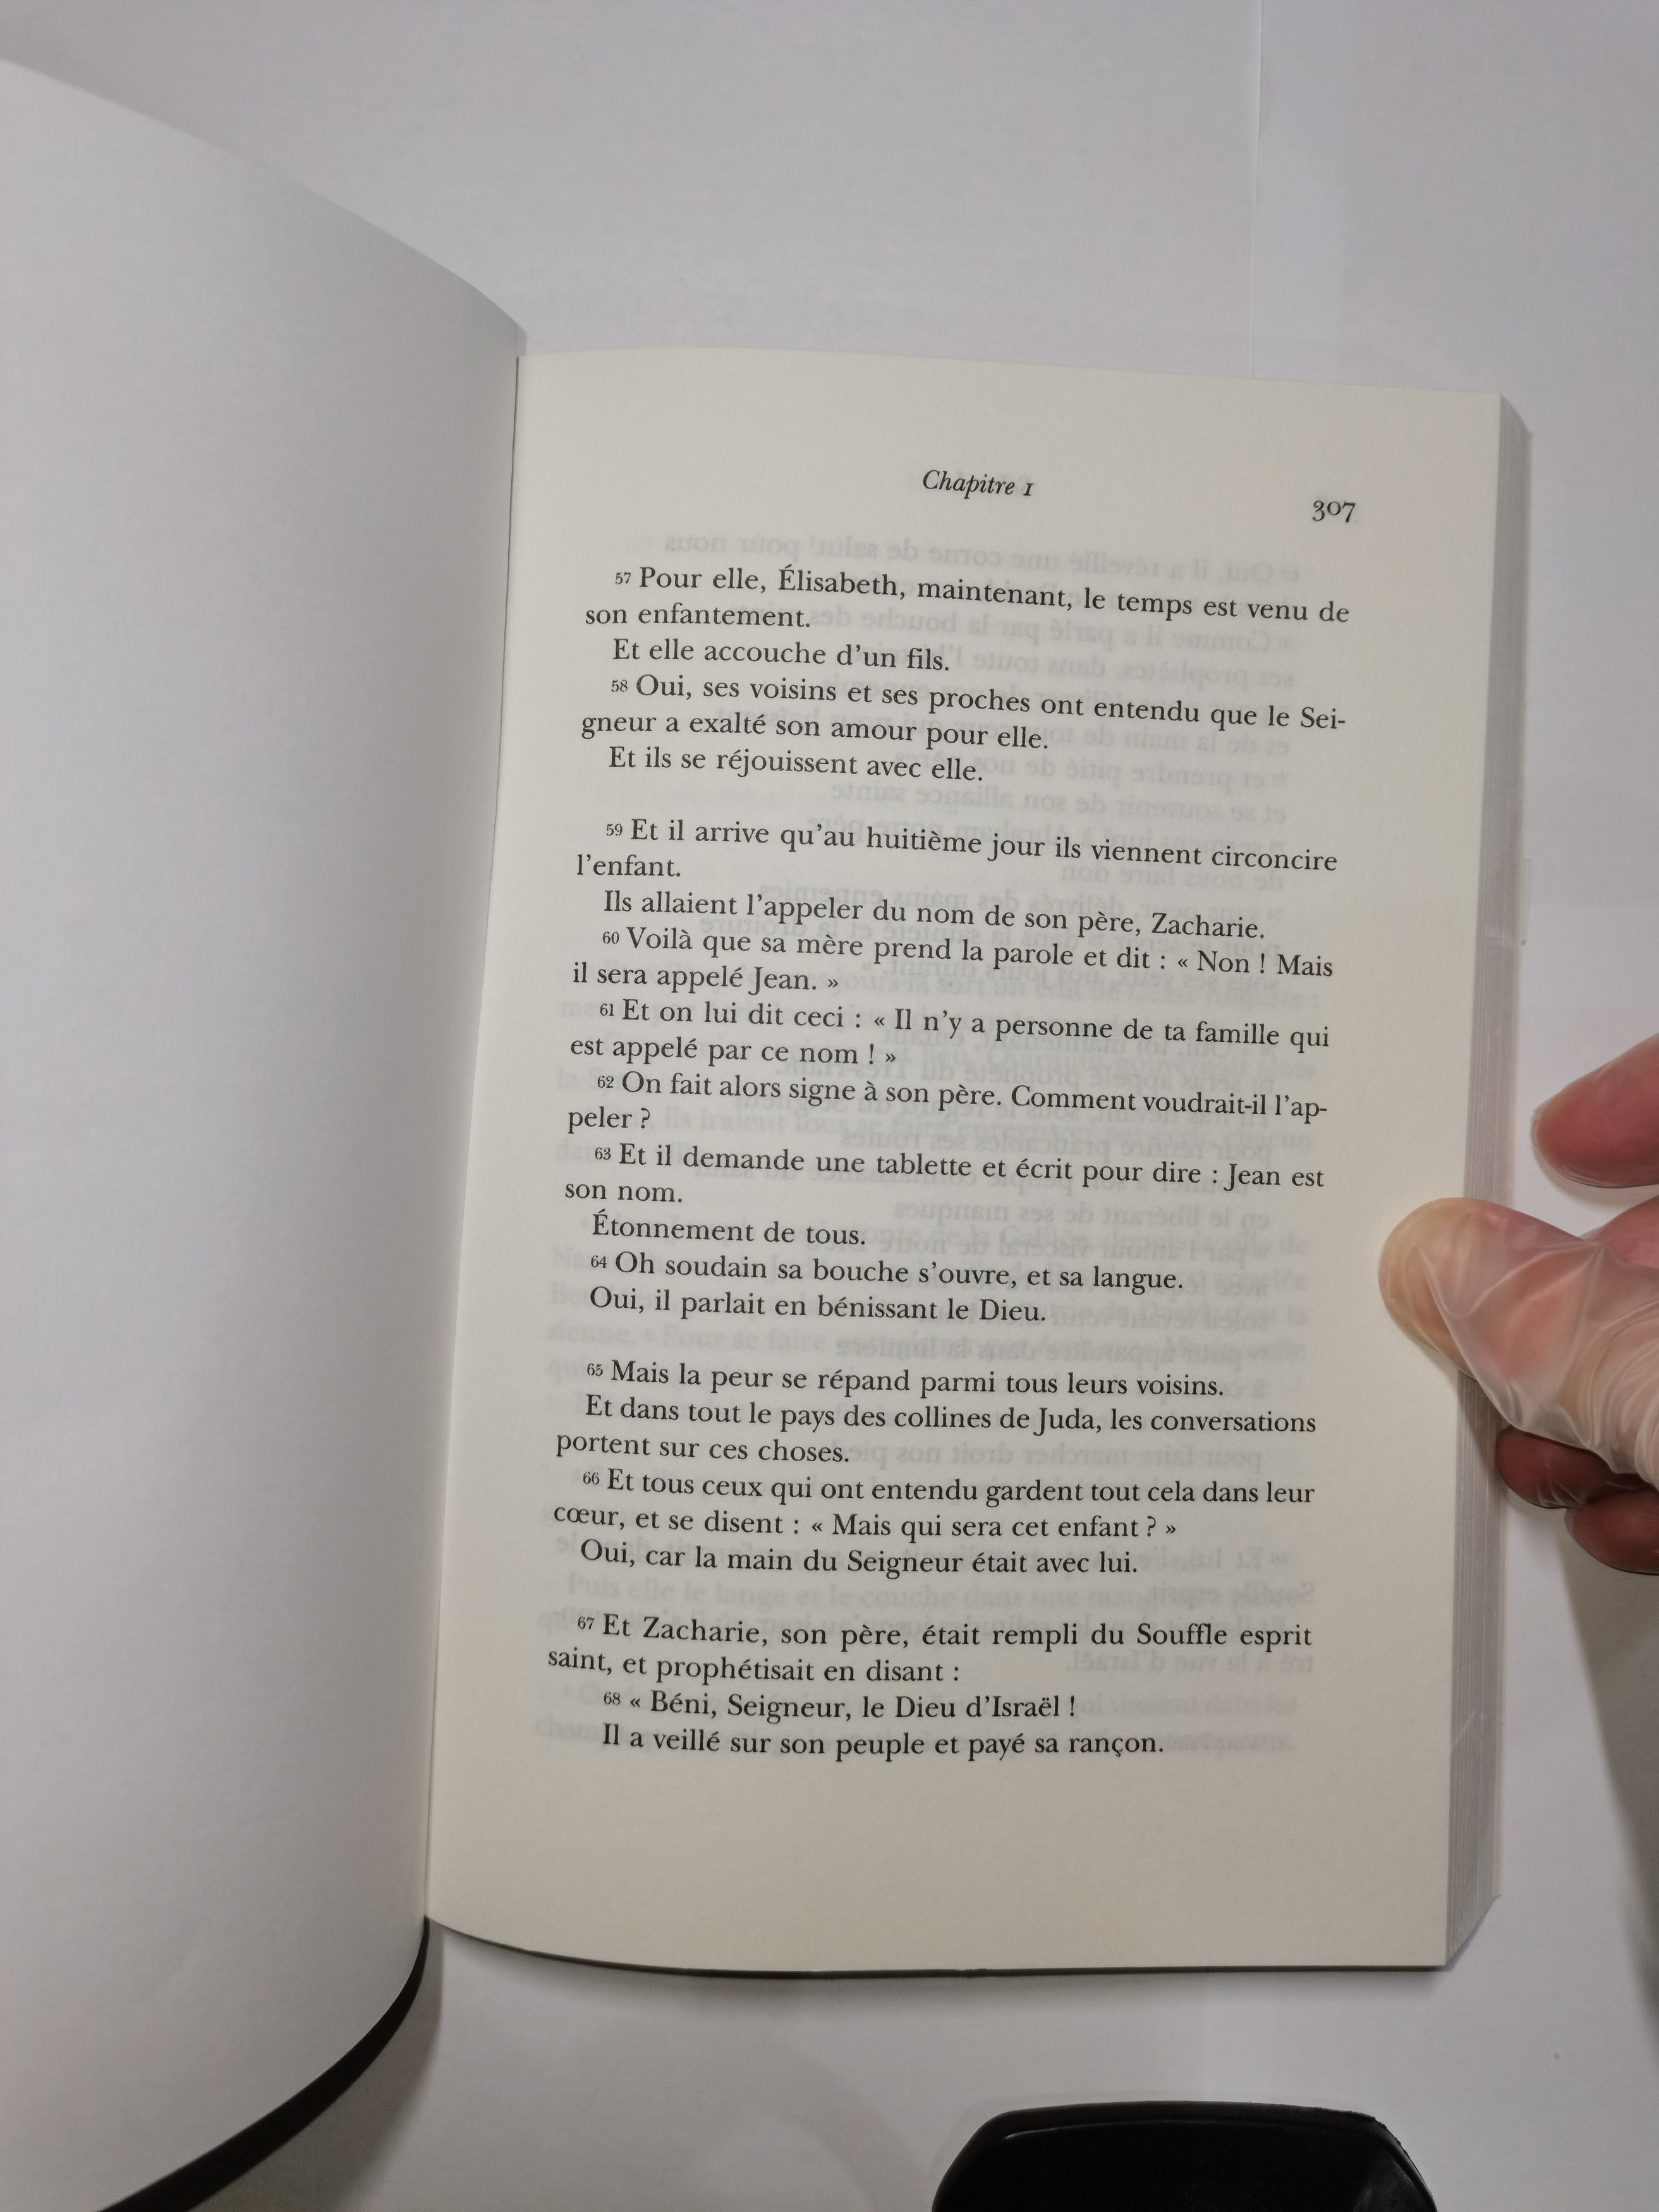 Chapitre 1
307
57 Pour elle, Élisabeth, maintenant, le temps est venu de
son enfantement.
Et elle accouche d'un fils.
58 Oui, ses voisins et ses proches ont entendu que le Sei-
gneur a exalté son amour pour elle.
Et ils se réjouissent avec elle.
59 Et il arrive qu'au huitième jour ils viennent circoncire
l'enfant.
Ils allaient l'appeler du nom de son père, Zacharie.
60 Voilà que sa mère prend la parole et dit : « Non ! Mais
il sera appelé Jean. »
61 Et on lui dit ceci : « Il n'y a personne de ta famille qui
est appelé par ce nom ! »
62 On fait alors signe à son père. Comment voudrait-il l'ap-
peler ?
63 Et il demande une tablette et écrit pour dire : Jean est
son nom.
Étonnement de tous.
64 Oh soudain sa bouche s'ouvre, et sa langue.
Oui, il parlait en bénissant le Dieu.
65 Mais la peur se répand parmi tous leurs voisins.
Et dans tout le pays des collines de Juda, les conversations
portent sur ces choses.
66 Et tous ceux qui ont entendu gardent tout cela dans leur
cœur, et se disent : « Mais qui sera cet enfant ? »
Oui, car la main du Seigneur était avec lui.
67 Et Zacharie, son père, était rempli du Souffle esprit
saint, et prophétisait en disant :
68 « Béni, Seigneur, le Dieu d'Israël !
Il a veillé sur son peuple et payé sa rançon.